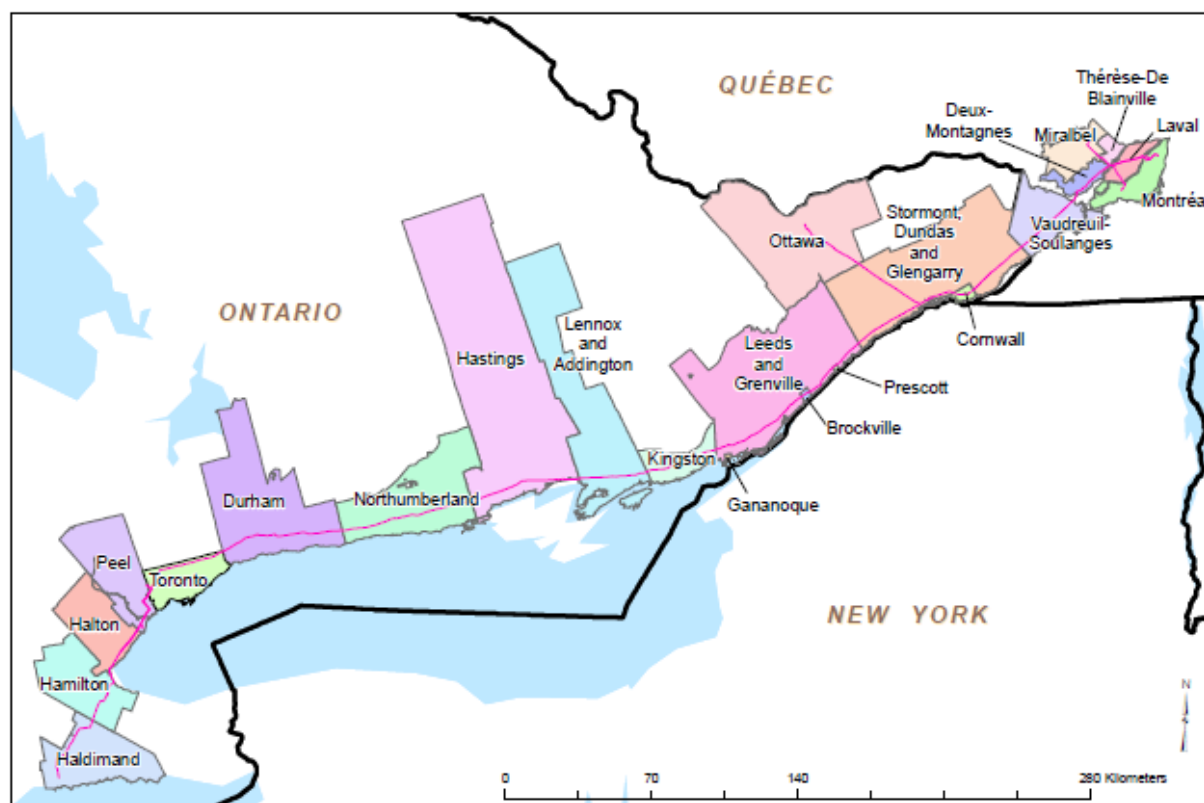 QUÉBEC
Thérèse-De
Blainville
Deux-
Montagnes
Miralbel
Laval
Montréa
Vaudreuil-
Soulanges
Stormont,
Dundas
and
Glengarry
Ottawa
Cornwall
ONTARIO
Lennox
and
Addington
Hastings
Leeds
and
Grenville
Prescott
Brockville
Kingston
Gananoque
Durham
Northumberland
Peel
Toronto
Halton
NEW YORK
Hamilton
Haldimand
N
0 70 140 280 Kilometers